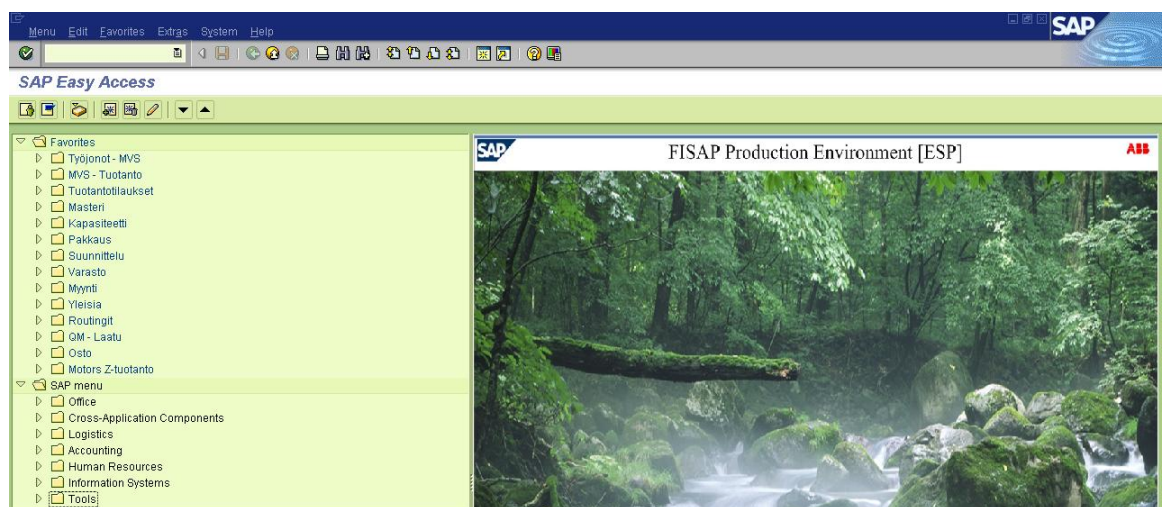 Menu Edit Favorites Extras System Help
SAP
SAP Easy Access
Favorites
Työjonot - MVS
MVS - Tuotanto
Tuotantotilaukset
Masteri
Kapasiteetti
Pakkaus
Suunnittelu
Varasto
Myynti
Yleisia
Routingit
QM - Laatu
Osto
Motors Z-tuotanto
SAP menu
Office
Cross-Application Components
Logistics
Accounting
Human Resources
Information Systems
Tools
SAP FISAP Production Environment [ESP] ABB